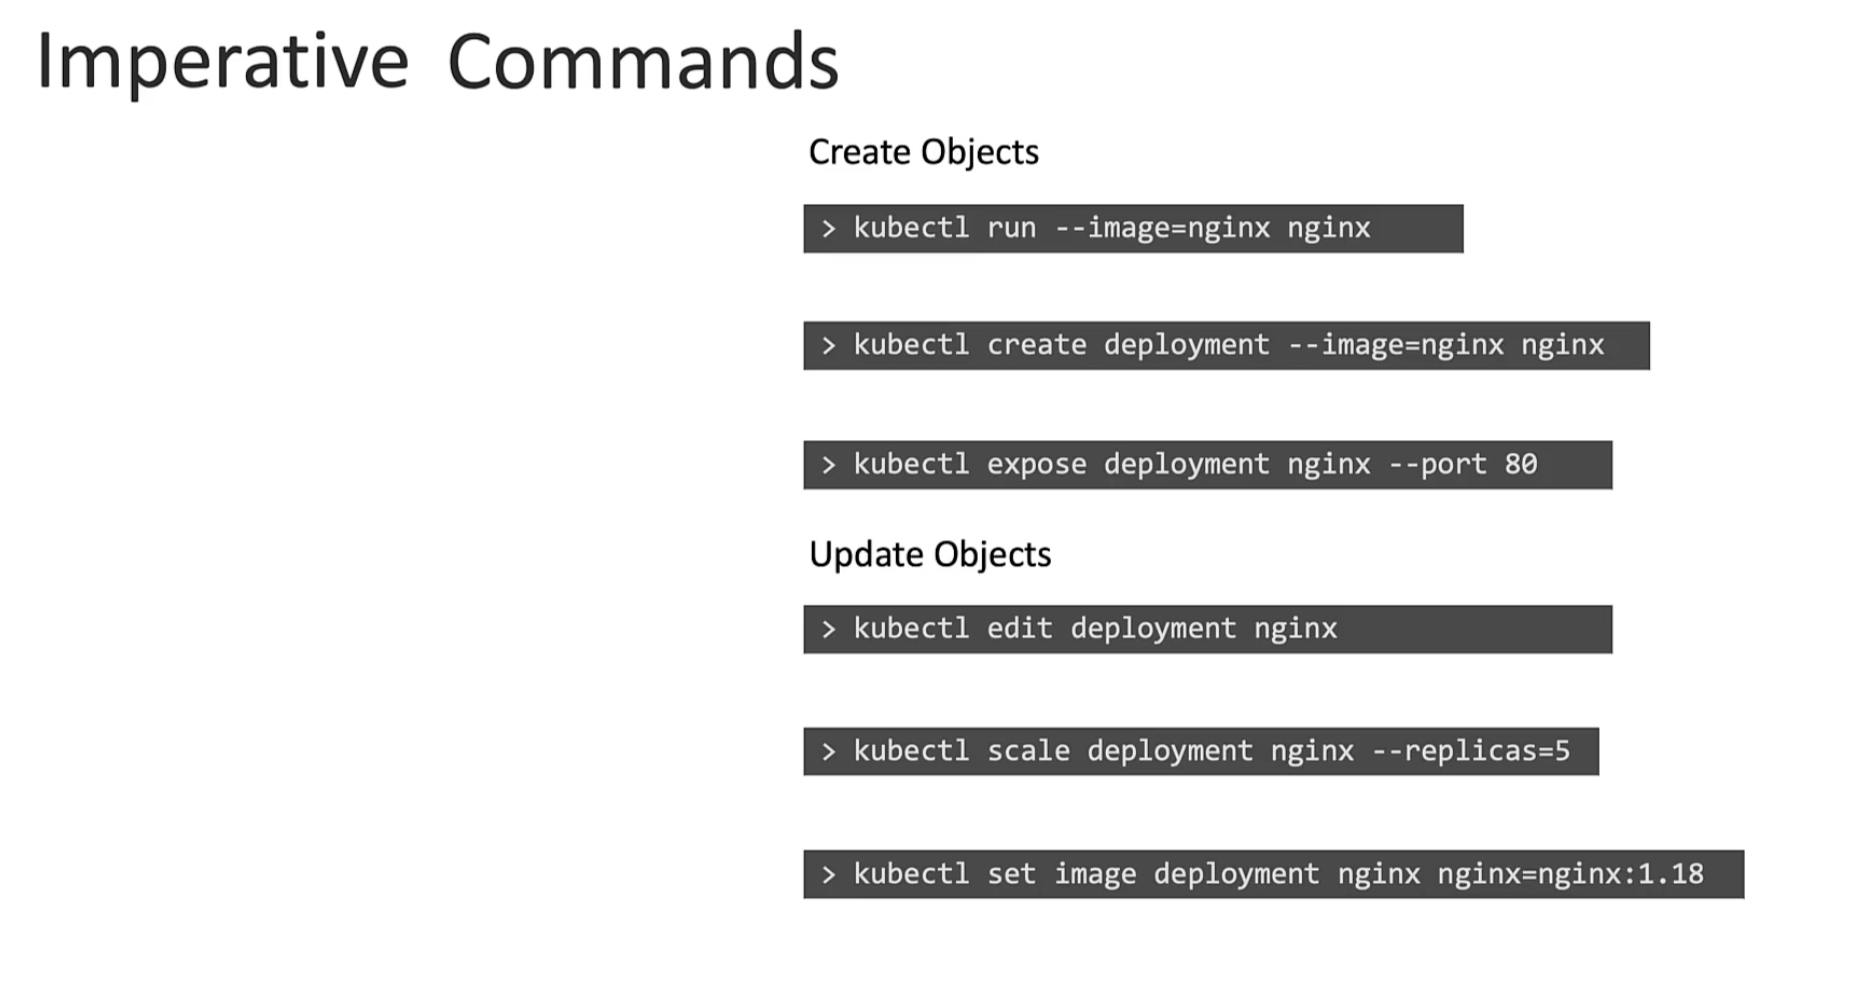 Imperative Commands
Create Objects
> kubectl run --image=nginx nginx
> kubectl create deployment --image=nginx nginx
> kubectl expose deployment nginx --port 80
Update Objects
> kubectl edit deployment nginx
> kubectl scale deployment nginx --replicas=5
> kubectl set image deployment nginx nginx=nginx:1.18